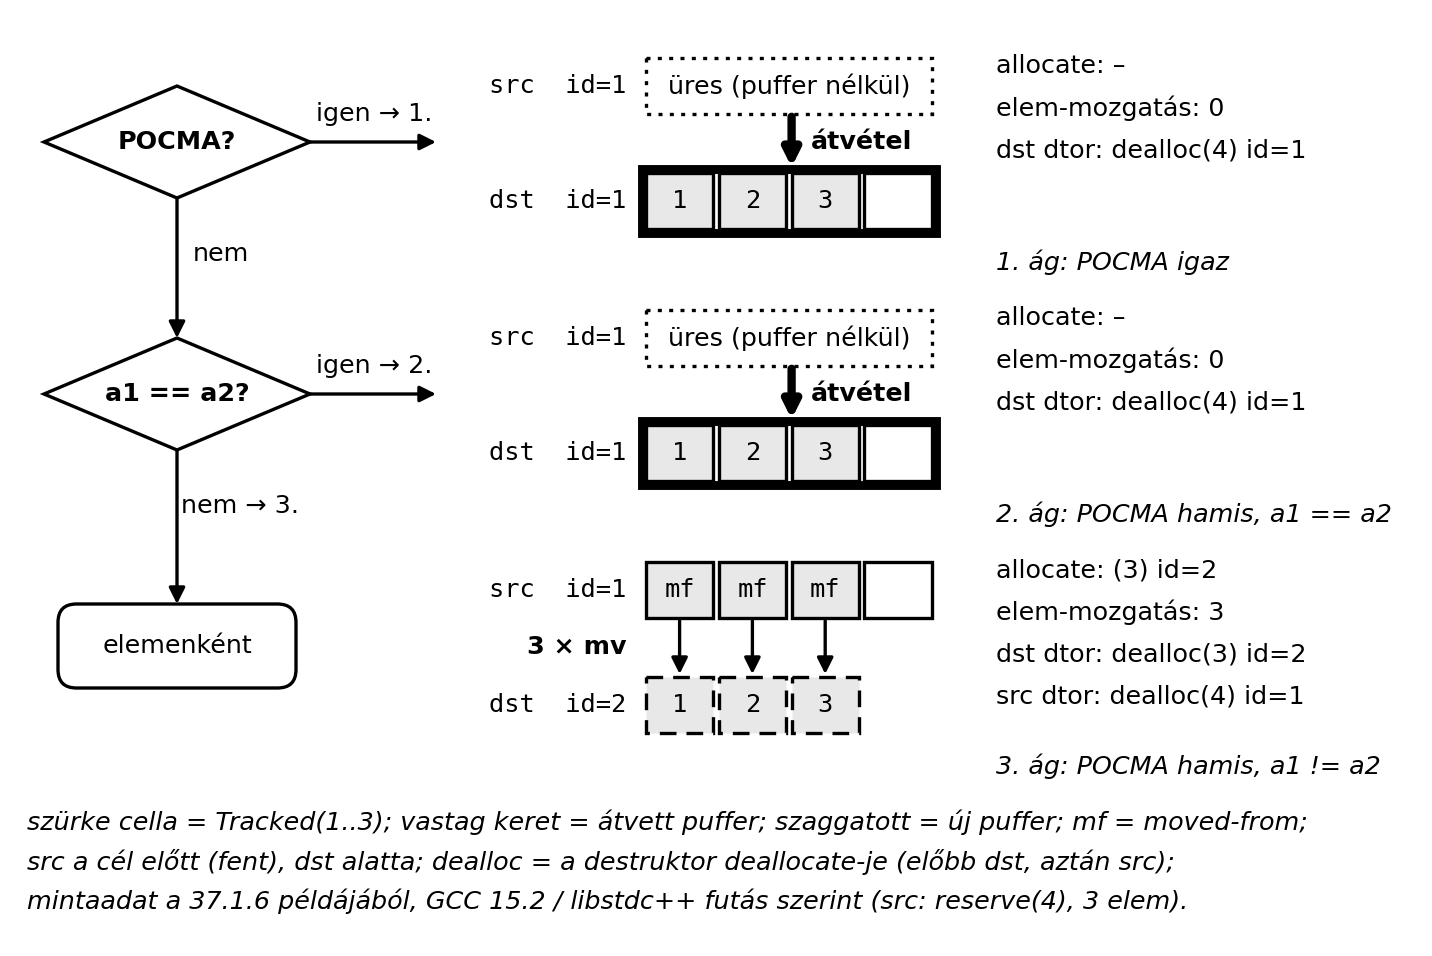 POCMA?
igen → 1.
nem
a1 == a2?
igen → 2.
nem → 3.
elemenként
src id=1
üres (puffer nélkül)
átvétel
dst id=1
1 2 3
allocate: –
elem-mozgatás: 0
dst dtor: dealloc(4) id=1
1. ág: POCMA igaz
src id=1
üres (puffer nélkül)
átvétel
dst id=1
1 2 3
allocate: –
elem-mozgatás: 0
dst dtor: dealloc(4) id=1
2. ág: POCMA hamis, a1 == a2
src id=1
mf mf mf
3 × mv
dst id=2
1 2 3
allocate: (3) id=2
elem-mozgatás: 3
dst dtor: dealloc(3) id=2
src dtor: dealloc(4) id=1
3. ág: POCMA hamis, a1 != a2
szürke cella = Tracked(1..3); vastag keret = átvett puffer; szaggatott = új puffer; mf = moved-from;
src a cél előtt (fent), dst alatta; dealloc = a destruktor deallocate-je (előbb dst, aztán src);
mintaadat a 37.1.6 példájából, GCC 15.2 / libstdc++ futás szerint (src: reserve(4), 3 elem).